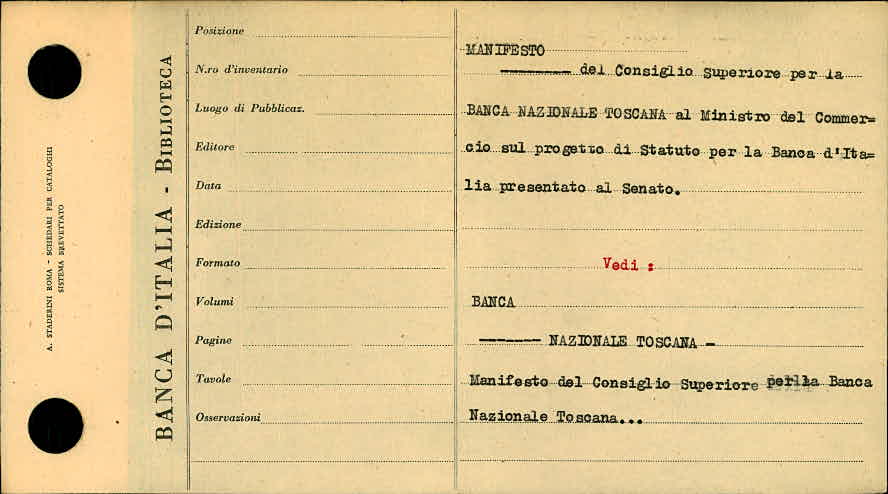 A. STADERINI ROMA - SCHEDARI PER CATALOGHI
SISTEMA BREVETTATO
BANCA D'ITALIA - BIBLIOTECA
Posizione
N.ro d'inventario
Luogo di Pubblicaz.
Editore
Data
Edizione
Formato
Volumi
Pagine
Tavole
Osservazioni
MANIFESTO
-------- del Consiglio Superiore per la
BANCA NAZIONALE TOSCANA al Ministro del Commer=
cio sul progetto di Statuto per la Banca d'Ita=
lia presentato al Senato.
Vedi :
BANCA
------- NAZIONALE TOSCANA -
Manifesto del Consiglio Superiore per la Banca
Nazionale Toscana...